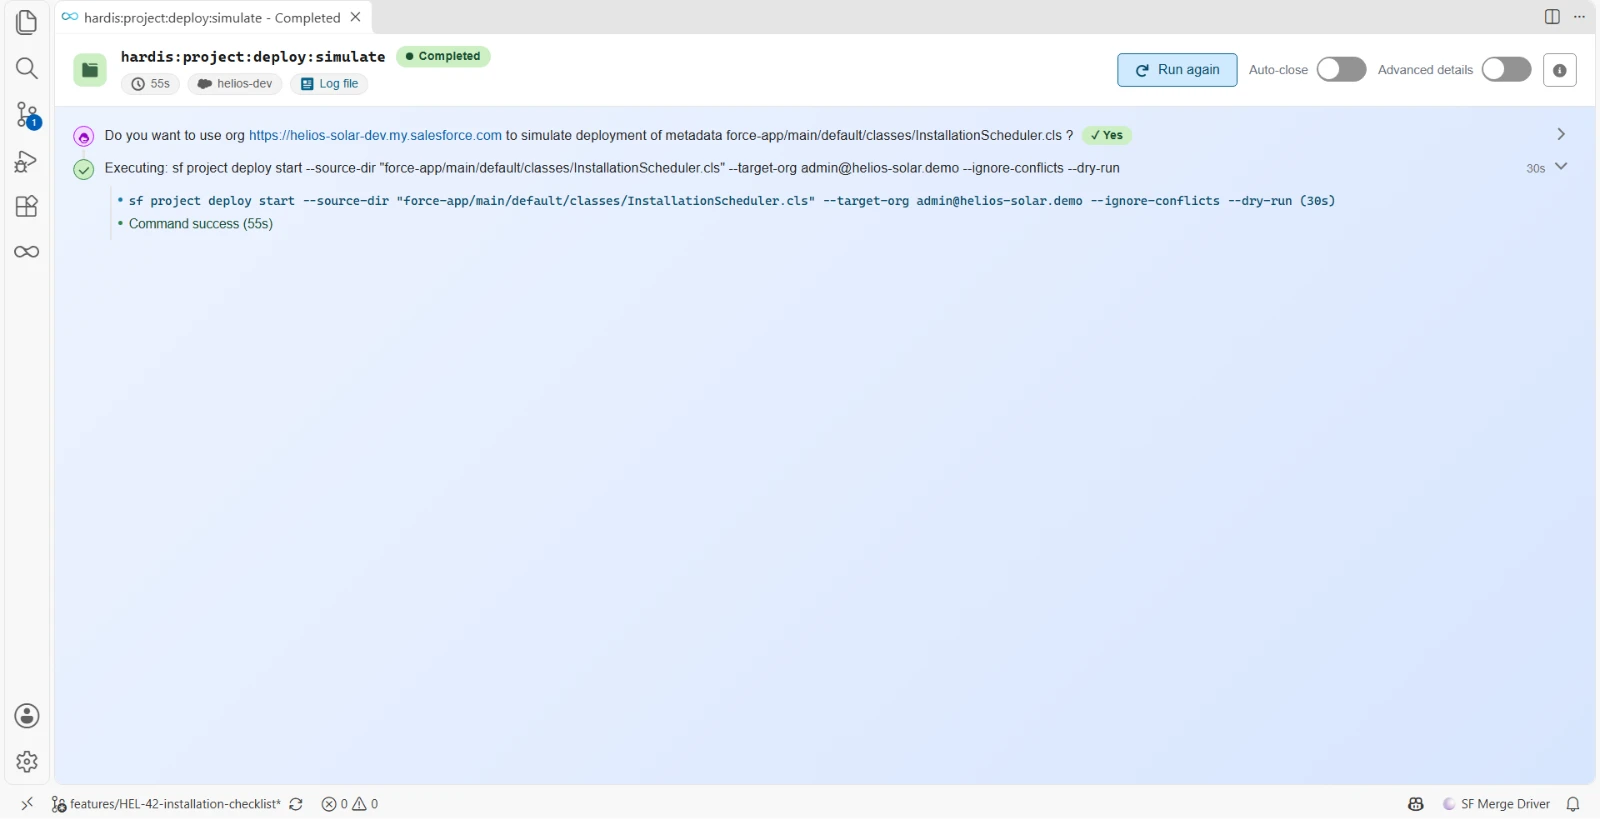 hardis:project:deploy:simulate - Completed
hardis:project:deploy:simulate
Completed
55s
helios-dev
Log file
Run again
Auto-close
Advanced details
1
Do you want to use org https://helios-solar-dev.my.salesforce.com to simulate deployment of metadata force-app/main/default/classes/InstallationScheduler.cls ? ✓ Yes
Executing: sf project deploy start --source-dir "force-app/main/default/classes/InstallationScheduler.cls" --target-org admin@helios-solar.demo --ignore-conflicts --dry-run
30s
• sf project deploy start --source-dir "force-app/main/default/classes/InstallationScheduler.cls" --target-org admin@helios-solar.demo --ignore-conflicts --dry-run (30s)
• Command success (55s)
features/HEL-42-installation-checklist*
0
0
SF Merge Driver